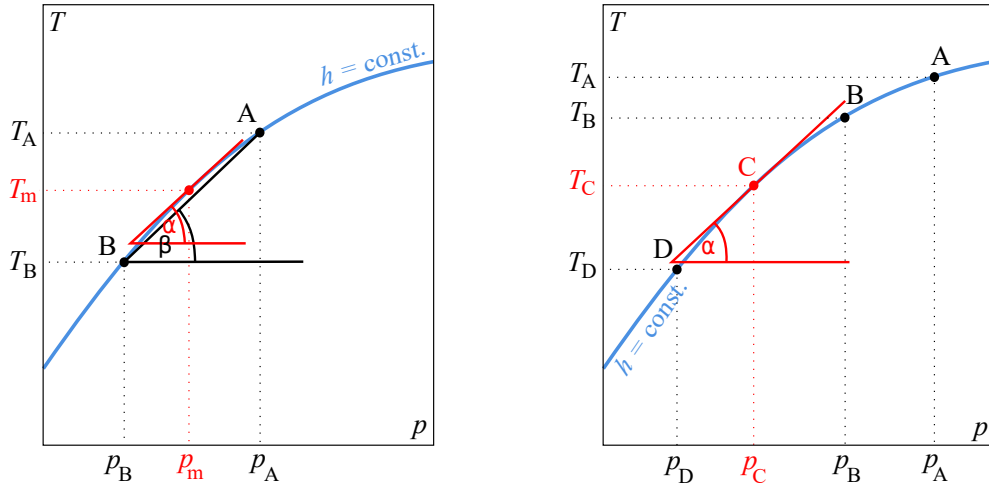 T
h = const.
A
T_A
T_m
α
B
β
T_B
p
p_B
p_m
p_A
T
A
T_A
B
T_B
C
T_C
D
α
T_D
h = const.
p
p_D
p_C
p_B
p_A